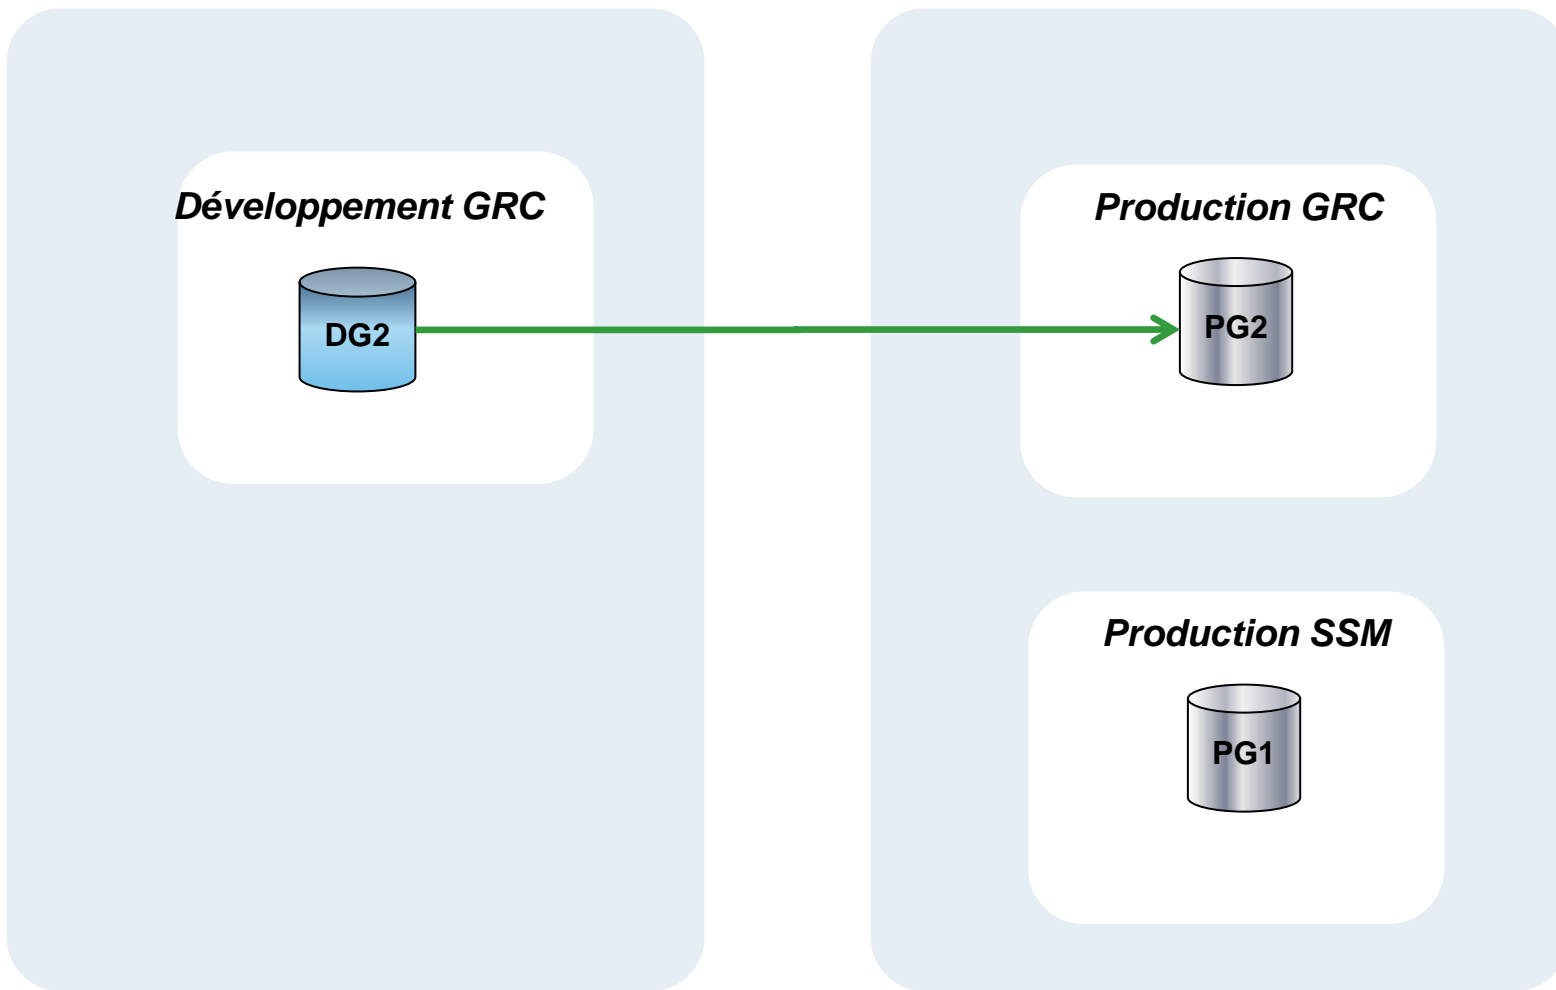 Développement GRC
Production GRC
DG2
PG2
Production SSM
PG1